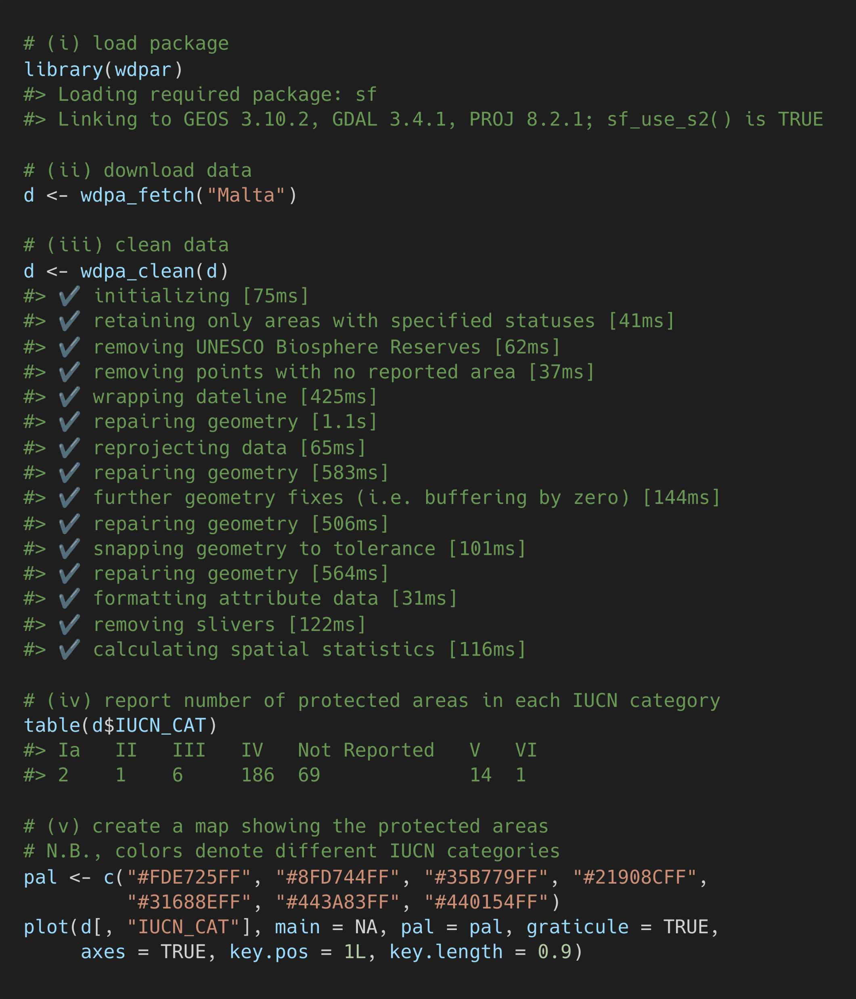 # (i) load package
library(wdpar)
#> Loading required package: sf
#> Linking to GEOS 3.10.2, GDAL 3.4.1, PROJ 8.2.1; sf_use_s2() is TRUE

# (ii) download data
d <- wdpa_fetch("Malta")

# (iii) clean data
d <- wdpa_clean(d)
#> ✔ initializing [75ms]
#> ✔ retaining only areas with specified statuses [41ms]
#> ✔ removing UNESCO Biosphere Reserves [62ms]
#> ✔ removing points with no reported area [37ms]
#> ✔ wrapping dateline [425ms]
#> ✔ repairing geometry [1.1s]
#> ✔ reprojecting data [65ms]
#> ✔ repairing geometry [583ms]
#> ✔ further geometry fixes (i.e. buffering by zero) [144ms]
#> ✔ repairing geometry [506ms]
#> ✔ snapping geometry to tolerance [101ms]
#> ✔ repairing geometry [564ms]
#> ✔ formatting attribute data [31ms]
#> ✔ removing slivers [122ms]
#> ✔ calculating spatial statistics [116ms]

# (iv) report number of protected areas in each IUCN category
table(d$IUCN_CAT)
#> Ia   II   III   IV   Not Reported   V   VI
#> 2    1    6     186  69             14  1

# (v) create a map showing the protected areas
# N.B., colors denote different IUCN categories
pal <- c("#FDE725FF", "#8FD744FF", "#35B779FF", "#21908CFF",
         "#31688EFF", "#443A83FF", "#440154FF")
plot(d[, "IUCN_CAT"], main = NA, pal = pal, graticule = TRUE,
     axes = TRUE, key.pos = 1L, key.length = 0.9)